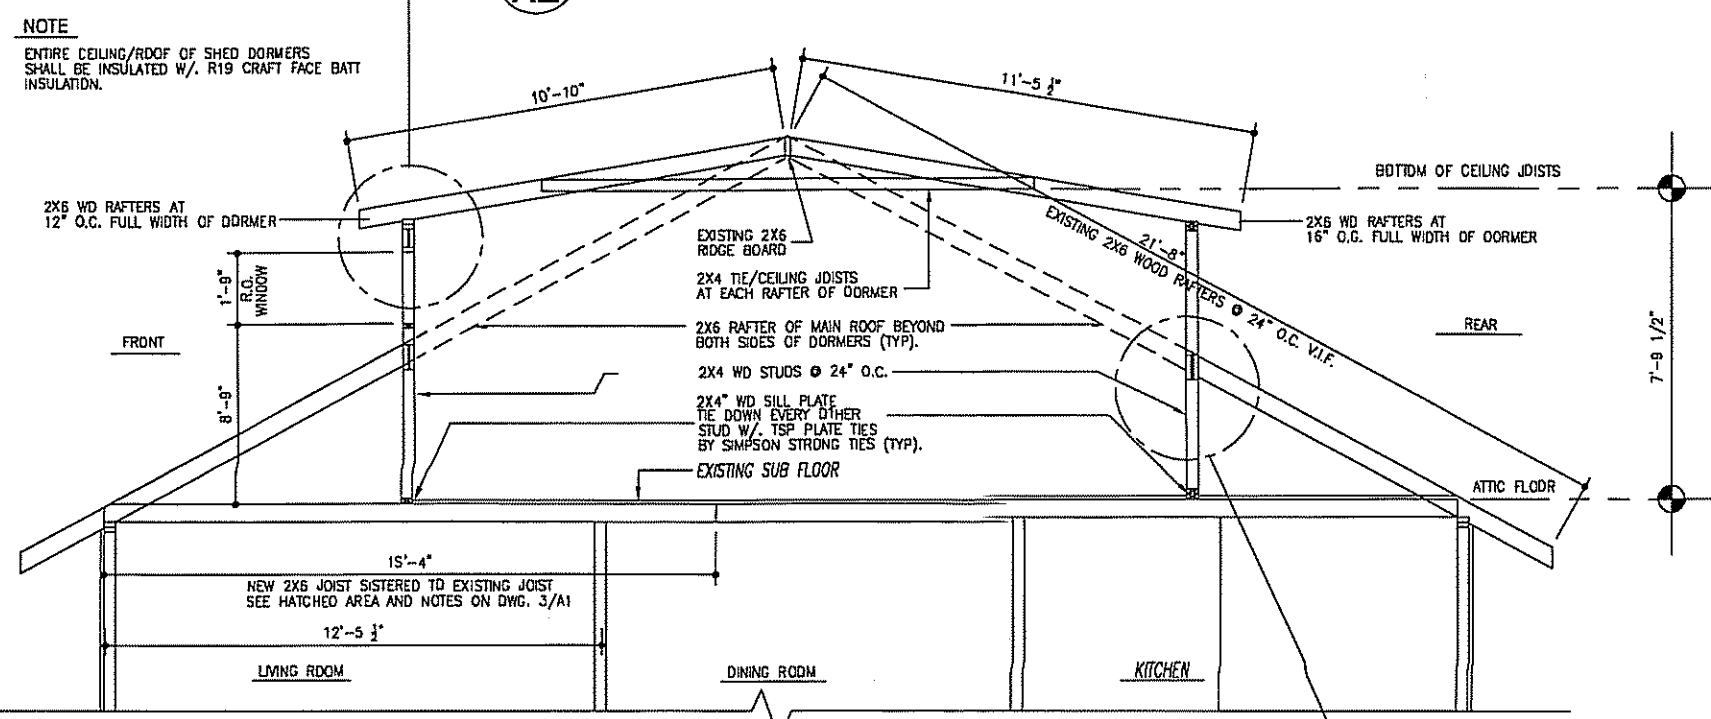 NOTE
ENTIRE CEILING/ROOF OF SHED DORMERS
SHALL BE INSULATED W/. R19 CRAFT FACE BATT
INSULATION.
10'-10"
11'-5 1/2"
BOTTOM OF CEILING JOISTS
2X6 WD RAFTERS AT
12" O.C. FULL WIDTH OF DORMER
EXISTING 2X6
RIDGE BOARD
21'-8"
EXISTING 2X6 WOOD RAFTERS @ 24" O.C. V.I.F.
2X6 WD RAFTERS AT
16" O.C. FULL WIDTH OF DORMER
1'-9"
R.O.
WINDOW
2X4 TIE/CEILING JOISTS
AT EACH RAFTER OF DORMER
FRONT
2X6 RAFTER OF MAIN ROOF BEYOND
BOTH SIDES OF DORMERS (TYP).
REAR
7'-9 1/2"
2X4 WD STUDS @ 24" O.C.
8'-9"
2X4" WD SILL PLATE
TIE DOWN EVERY OTHER
STUD W/. TSP PLATE TIES
BY SIMPSON STRONG TIES (TYP).
EXISTING SUB FLOOR
ATTIC FLOOR
15'-4"
NEW 2X6 JOIST SISTERED TO EXISTING JOIST
SEE HATCHED AREA AND NOTES ON DWG. 3/A1
12'-5 1/2"
LIVING ROOM
DINING ROOM
KITCHEN